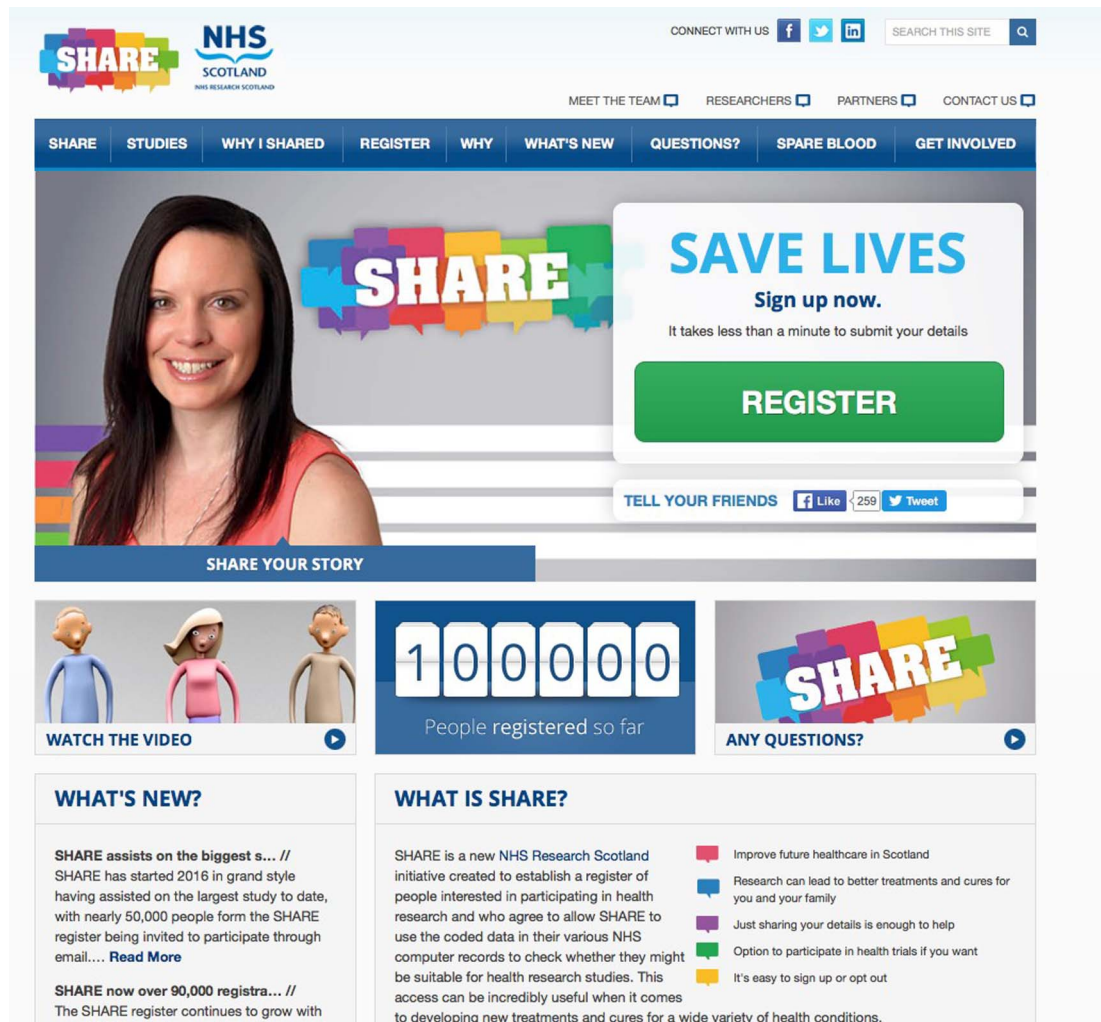 SHARE
NHS
SCOTLAND
NHS RESEARCH SCOTLAND
CONNECT WITH US
SEARCH THIS SITE
MEET THE TEAM
RESEARCHERS
PARTNERS
CONTACT US
SHARE
STUDIES
WHY I SHARED
REGISTER
WHY
WHAT'S NEW
QUESTIONS?
SPARE BLOOD
GET INVOLVED
SHARE
SAVE LIVES
Sign up now.
It takes less than a minute to submit your details
REGISTER
TELL YOUR FRIENDS
Like
259
Tweet
SHARE YOUR STORY
WATCH THE VIDEO
100000
People registered so far
SHARE
ANY QUESTIONS?
WHAT'S NEW?
SHARE assists on the biggest s... //
SHARE has started 2016 in grand style
having assisted on the largest study to date,
with nearly 50,000 people form the SHARE
register being invited to participate through
email.... Read More
SHARE now over 90,000 registra... //
The SHARE register continues to grow with
WHAT IS SHARE?
SHARE is a new NHS Research Scotland
initiative created to establish a register of
people interested in participating in health
research and who agree to allow SHARE to
use the coded data in their various NHS
computer records to check whether they might
be suitable for health research studies. This
access can be incredibly useful when it comes
to developing new treatments and cures for a wide variety of health conditions.
Improve future healthcare in Scotland
Research can lead to better treatments and cures for
you and your family
Just sharing your details is enough to help
Option to participate in health trials if you want
It's easy to sign up or opt out